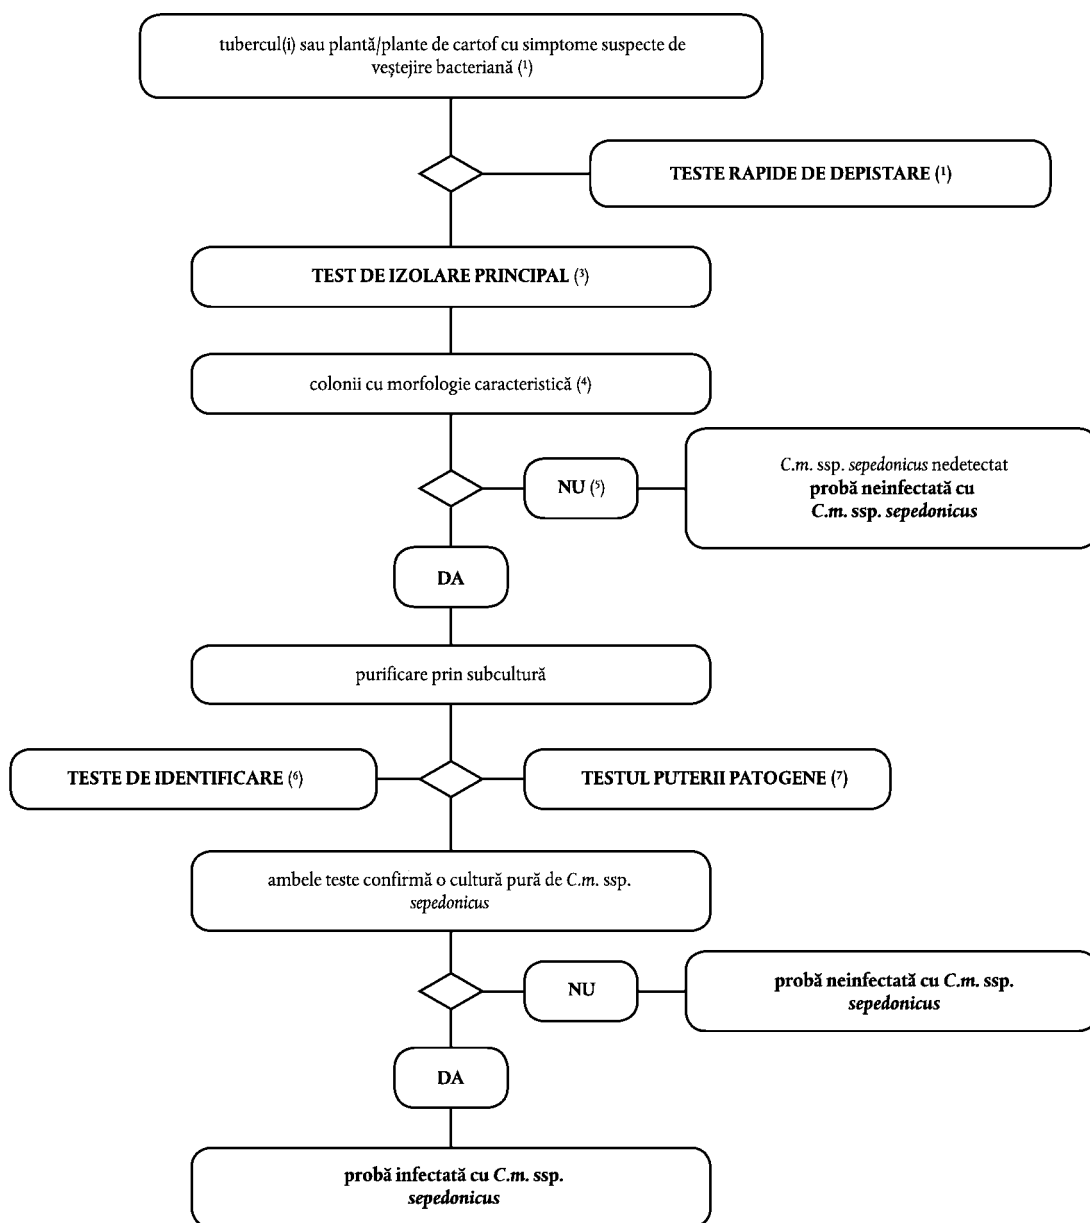 tubercul(i) sau plantă/plante de cartof cu simptome suspecte de
veștejire bacteriană (¹)
TESTE RAPIDE DE DEPISTARE (¹)
TEST DE IZOLARE PRINCIPAL (³)
colonii cu morfologie caracteristică (⁴)
NU (⁵)
C.m. ssp. sepedonicus nedetectat
probă neinfectată cu
C.m. ssp. sepedonicus
DA
purificare prin subcultură
TESTE DE IDENTIFICARE (⁶)
TESTUL PUTERII PATOGENE (⁷)
ambele teste confirmă o cultură pură de C.m. ssp.
sepedonicus
NU
probă neinfectată cu C.m. ssp.
sepedonicus
DA
probă infectată cu C.m. ssp.
sepedonicus